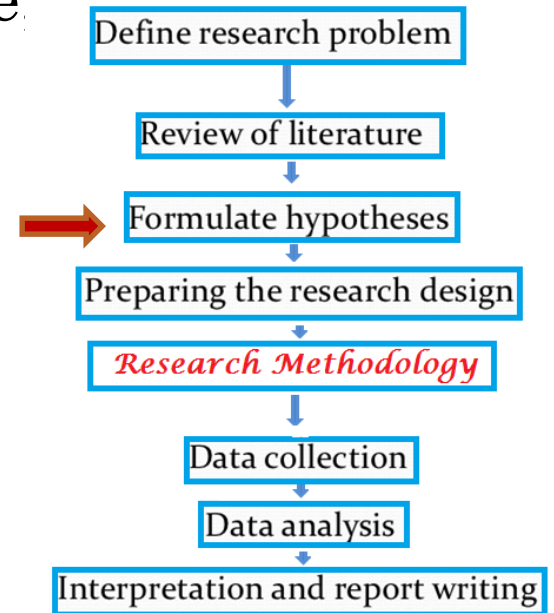 Define research problem
Review of literature
Formulate hypotheses
Preparing the research design
Research Methodology
Data collection
Data analysis
Interpretation and report writing